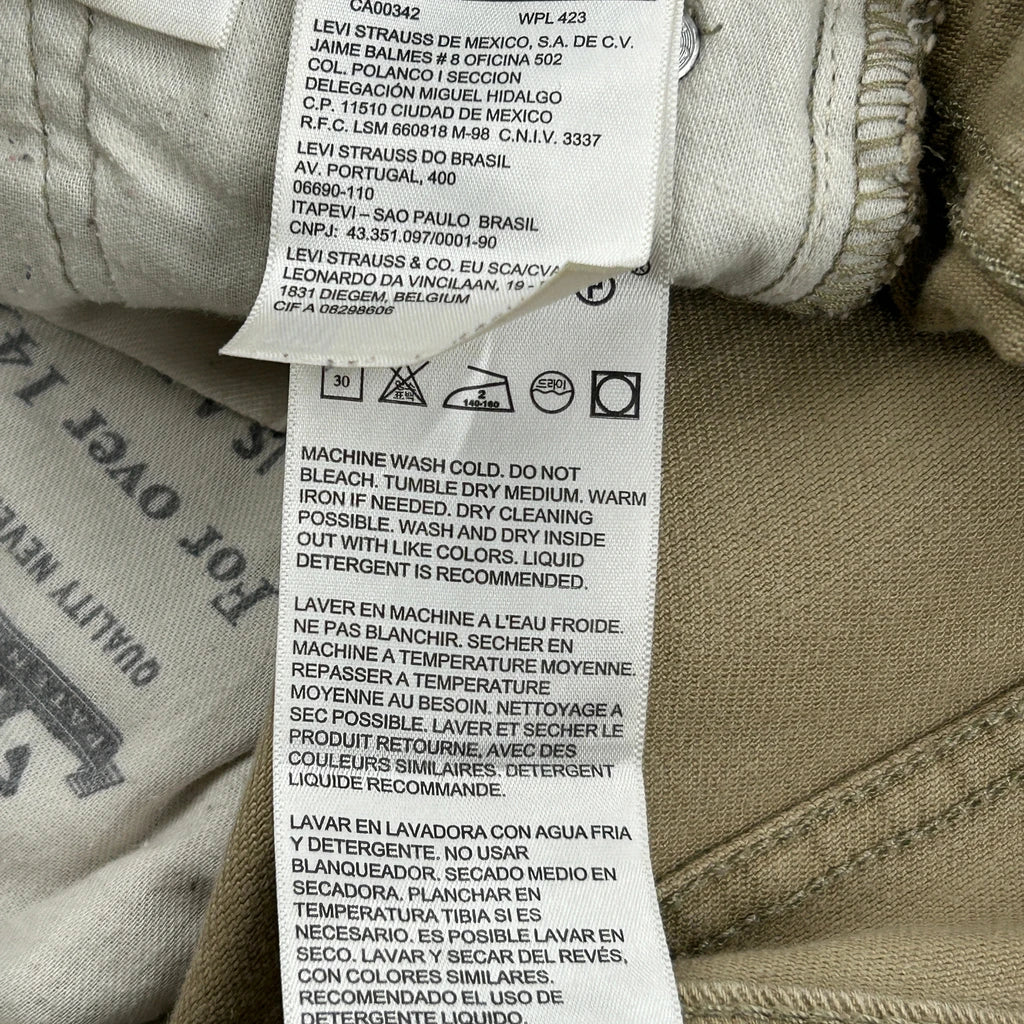 CA00342 WPL 423
LEVI STRAUSS DE MEXICO, S.A. DE C.V.
JAIME BALMES # 8 OFICINA 502
COL. POLANCO I SECCION
DELEGACIÓN MIGUEL HIDALGO
C.P. 11510 CIUDAD DE MEXICO
R.F.C. LSM 660818 M-98 C.N.I.V. 3337
LEVI STRAUSS DO BRASIL
AV. PORTUGAL, 400
06690-110
ITAPEVI – SAO PAULO BRASIL
CNPJ: 43.351.097/0001-90
LEVI STRAUSS & CO. EU SCA/CVA
LEONARDO DA VINCILAAN, 19 -
1831 DIEGEM, BELGIUM
CIF A 08298606
®
P
30 표백 2 140-160 드라이
MACHINE WASH COLD. DO NOT
BLEACH. TUMBLE DRY MEDIUM. WARM
IRON IF NEEDED. DRY CLEANING
POSSIBLE. WASH AND DRY INSIDE
OUT WITH LIKE COLORS. LIQUID
DETERGENT IS RECOMMENDED.
LAVER EN MACHINE A L'EAU FROIDE.
NE PAS BLANCHIR. SECHER EN
MACHINE A TEMPERATURE MOYENNE.
REPASSER A TEMPERATURE
MOYENNE AU BESOIN. NETTOYAGE A
SEC POSSIBLE. LAVER ET SECHER LE
PRODUIT RETOURNE, AVEC DES
COULEURS SIMILAIRES. DETERGENT
LIQUIDE RECOMMANDE.
LAVAR EN LAVADORA CON AGUA FRIA
Y DETERGENTE. NO USAR
BLANQUEADOR. SECADO MEDIO EN
SECADORA. PLANCHAR EN
TEMPERATURA TIBIA SI ES
NECESARIO. ES POSIBLE LAVAR EN
SECO. LAVAR Y SECAR DEL REVÉS,
CON COLORES SIMILARES.
RECOMENDADO EL USO DE
DETERGENTE LIQUIDO.
For over 14
QUALITY NEVER